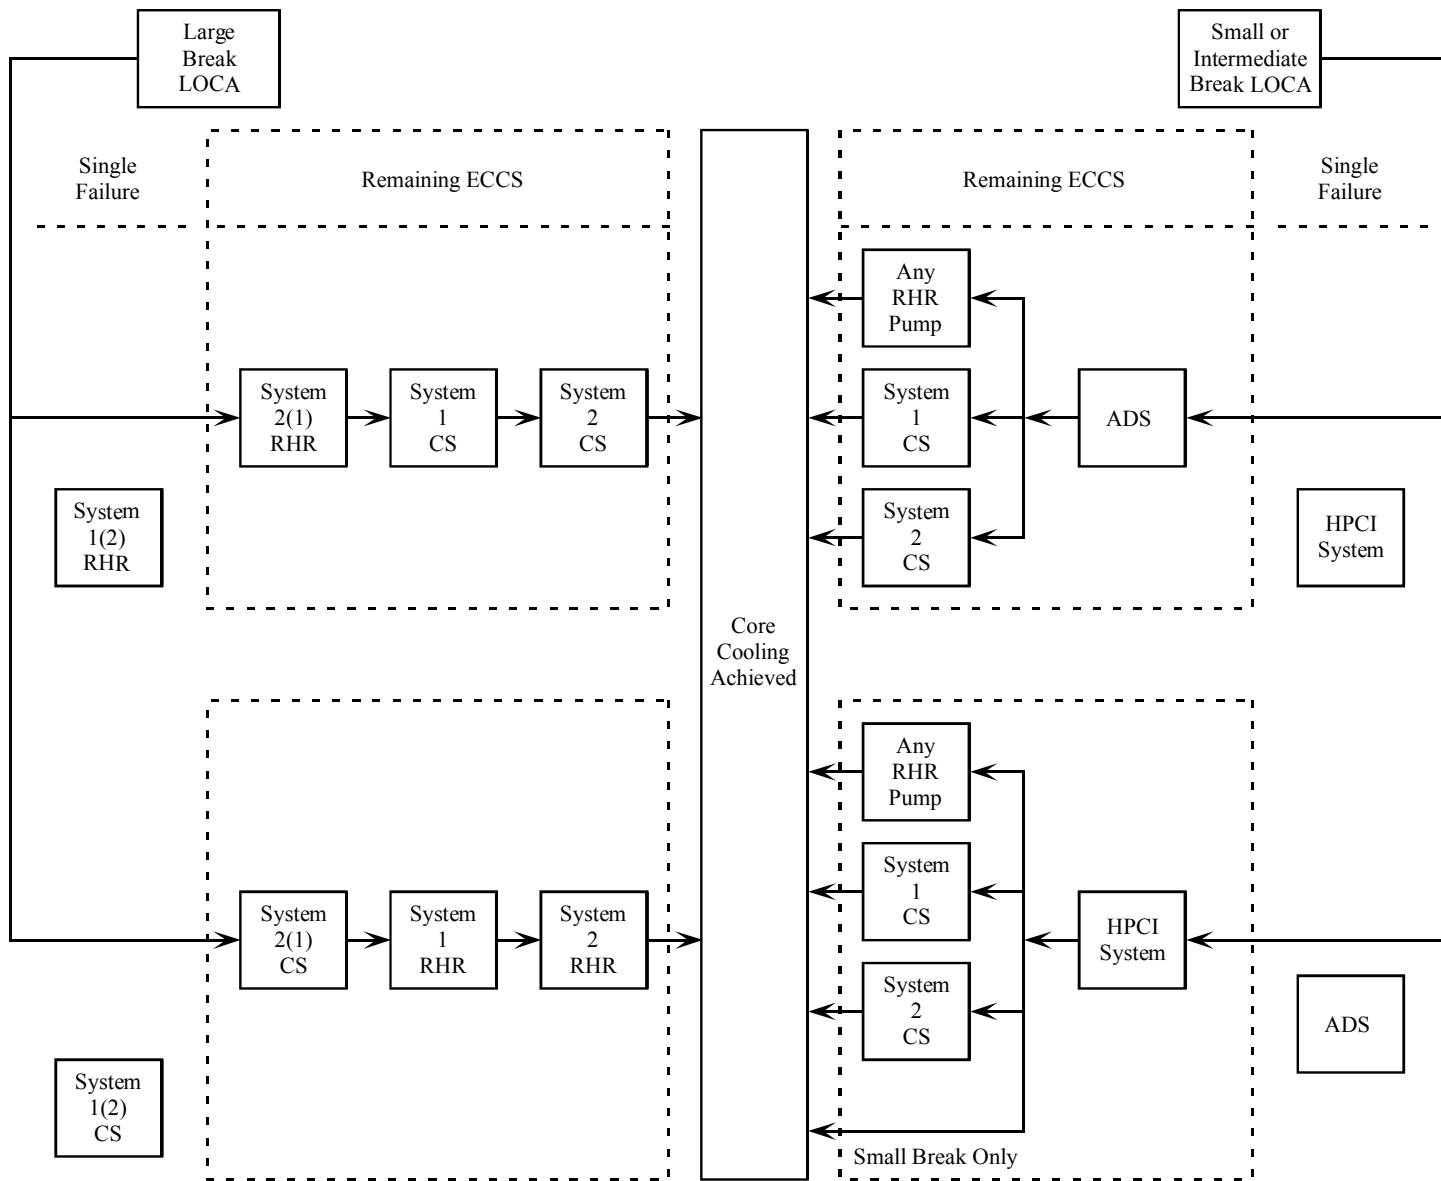 Large
Break
LOCA
Small or
Intermediate
Break LOCA
Single
Failure
Remaining ECCS
Remaining ECCS
Single
Failure
Any
RHR
Pump
System
2(1)
RHR
System
1
CS
System
2
CS
System
1
CS
ADS
System
1(2)
RHR
System
2
CS
HPCI
System
Core
Cooling
Achieved
Any
RHR
Pump
System
2(1)
CS
System
1
RHR
System
2
RHR
System
1
CS
HPCI
System
System
2
CS
ADS
System
1(2)
CS
Small Break Only